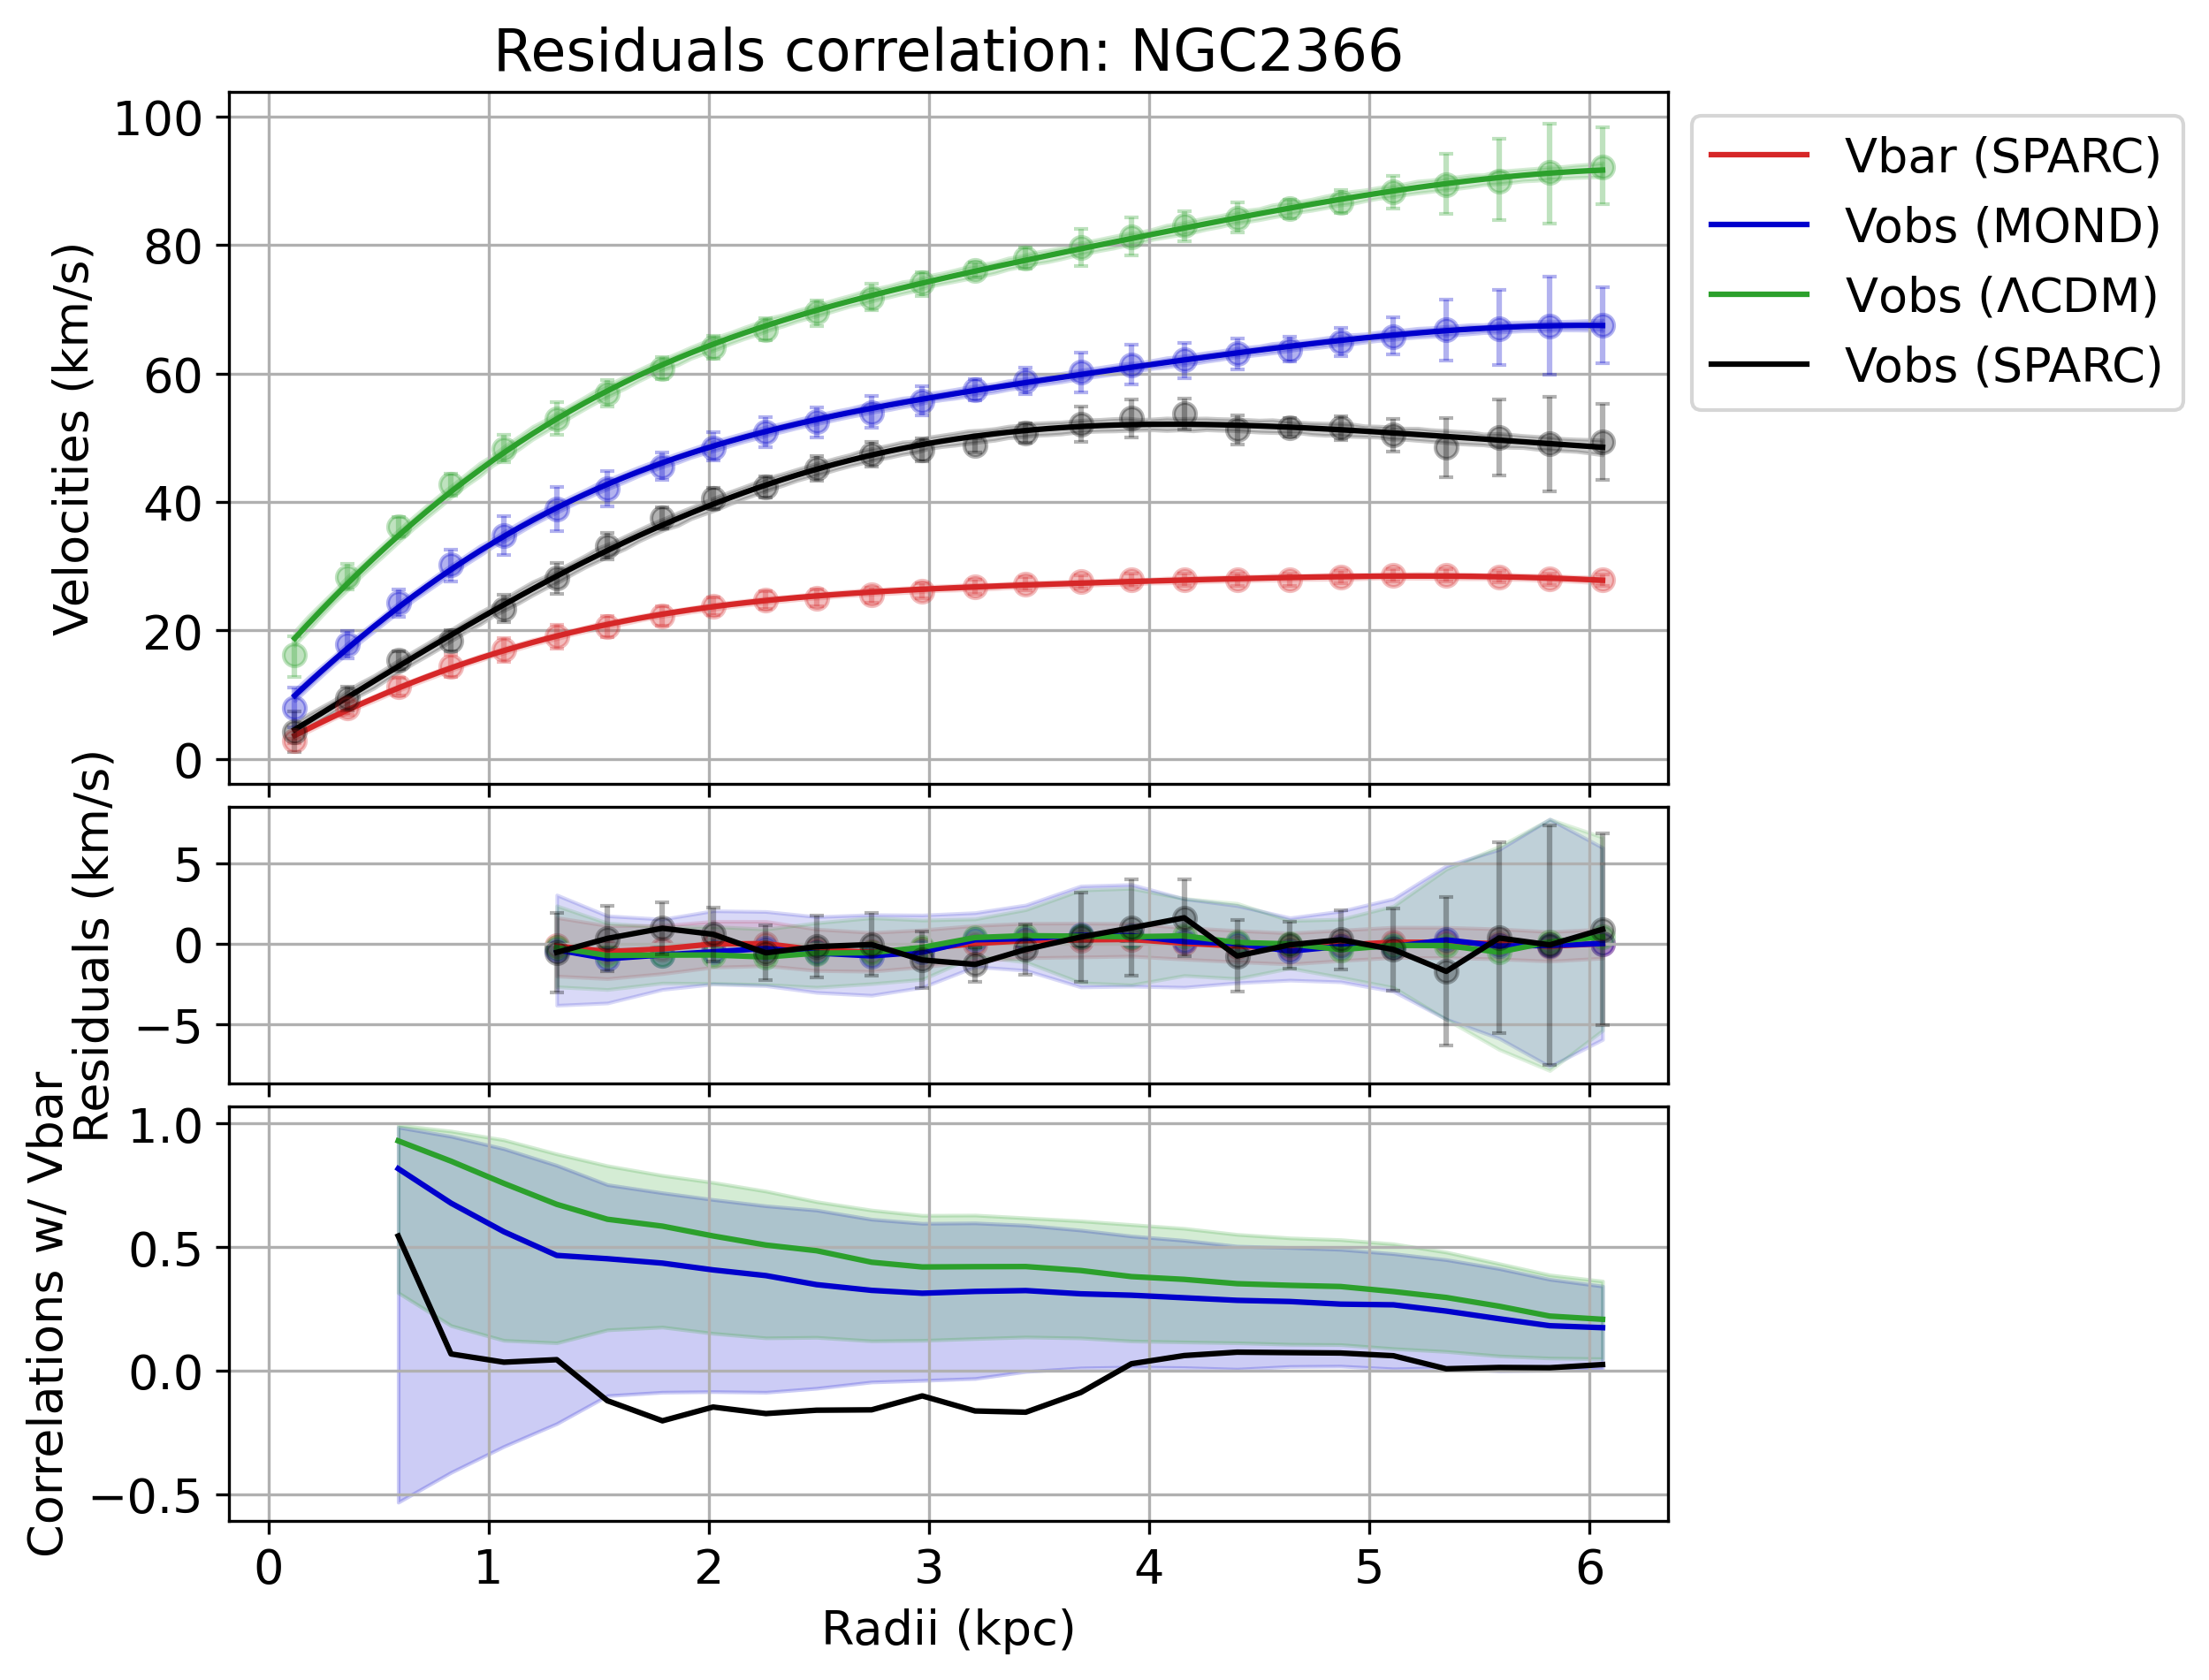 Residuals correlation: NGC2366
100
80
60
40
20
0
Velocities (km/s)
Vbar (SPARC)
Vobs (MOND)
Vobs (ΛCDM)
Vobs (SPARC)
5
0
−5
Residuals (km/s)
1.0
0.5
0.0
−0.5
Correlations w/ Vbar
0 1 2 3 4 5 6
Radii (kpc)